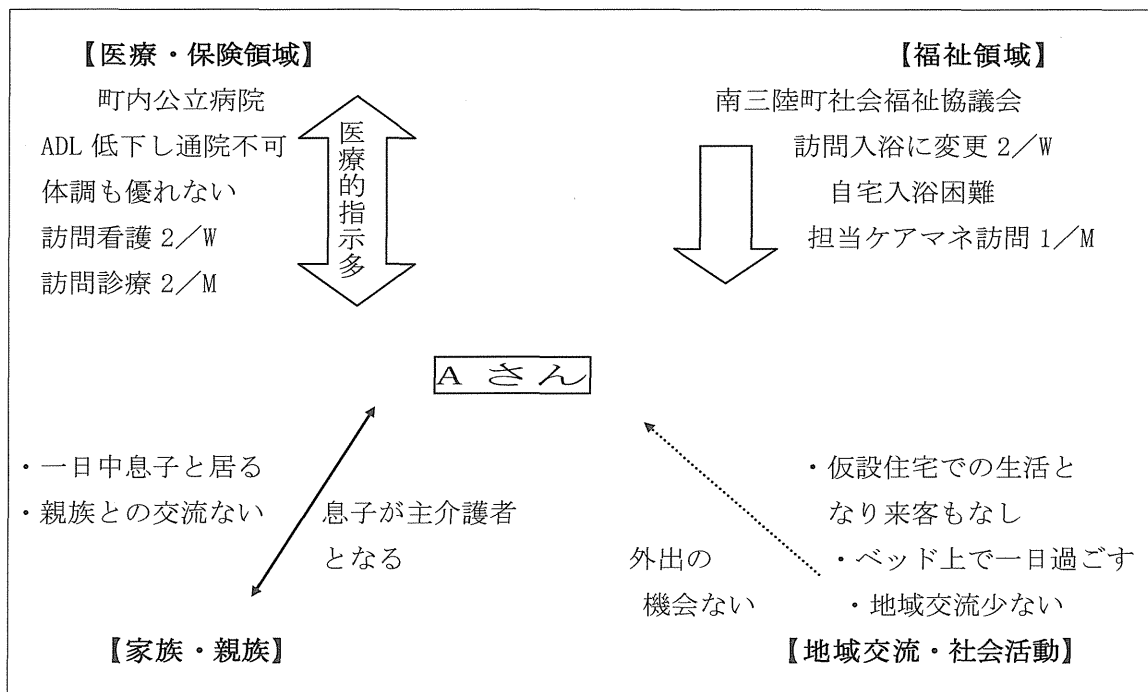 【医療・保険領域】
町内公立病院
ADL 低下し通院不可
体調も優れない
訪問看護 2／W
訪問診療 2／M
医療的指示多
【福祉領域】
南三陸町社会福祉協議会
訪問入浴に変更 2／W
自宅入浴困難
担当ケアマネ訪問 1／M
A さん
・一日中息子と居る
・親族との交流ない
息子が主介護者
となる
【家族・親族】
・仮設住宅での生活と
なり来客もなし
・ベッド上で一日過ごす
・地域交流少ない
外出の
機会ない
【地域交流・社会活動】